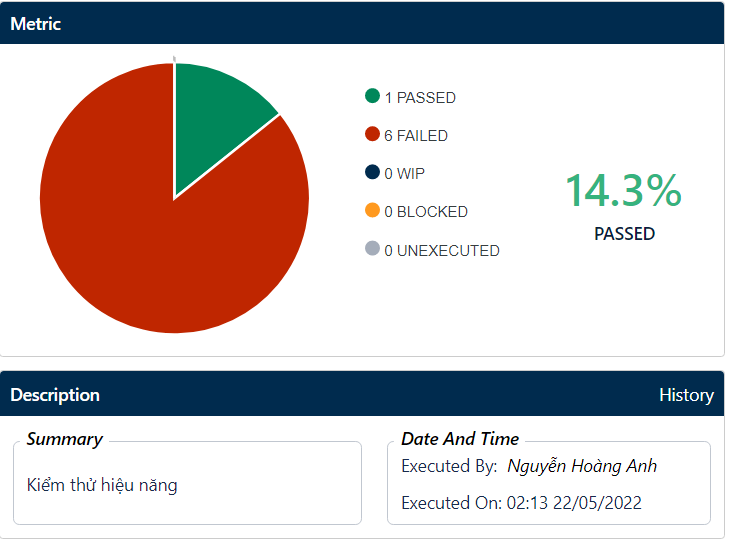 Metric
1 PASSED
6 FAILED
0 WIP
0 BLOCKED
0 UNEXECUTED
14.3%
PASSED
Description
History
Summary
Kiểm thử hiệu năng
Date And Time
Executed By: Nguyễn Hoàng Anh
Executed On: 02:13 22/05/2022